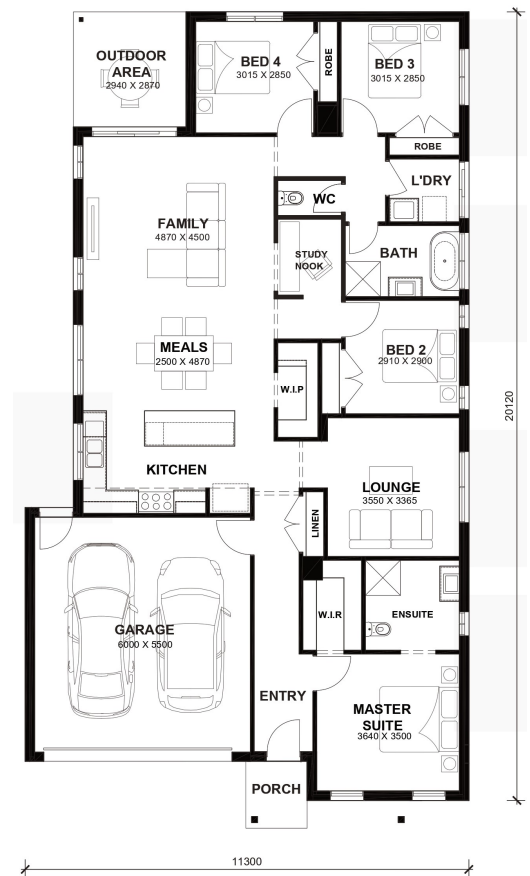 OUTDOOR
AREA
2940 X 2870
BED 4
3015 X 2850
ROBE
BED 3
3015 X 2850
ROBE
L'DRY
WC
FAMILY
4870 X 4500
STUDY
NOOK
BATH
MEALS
2500 X 4870
BED 2
2910 X 2900
W.I.P
20120
KITCHEN
LOUNGE
3550 X 3365
LINEN
GARAGE
6000 X 5500
W.I.R
ENSUITE
ENTRY
MASTER
SUITE
3640 X 3500
PORCH
11300